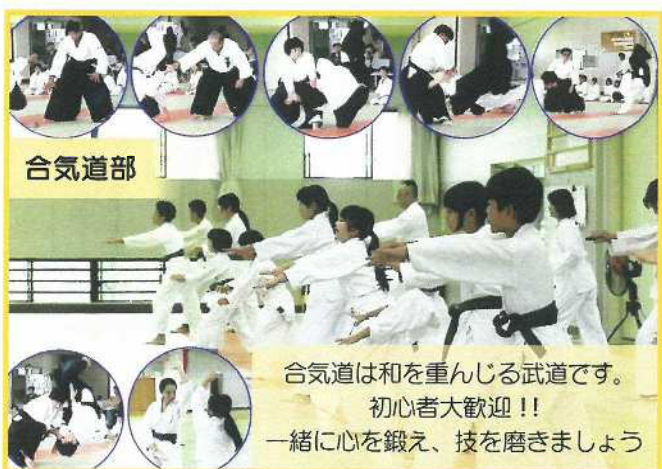 合気道部
合気道は和を重んじる武道です。
初心者大歓迎!!
一緒に心を鍛え、技を磨きましょう